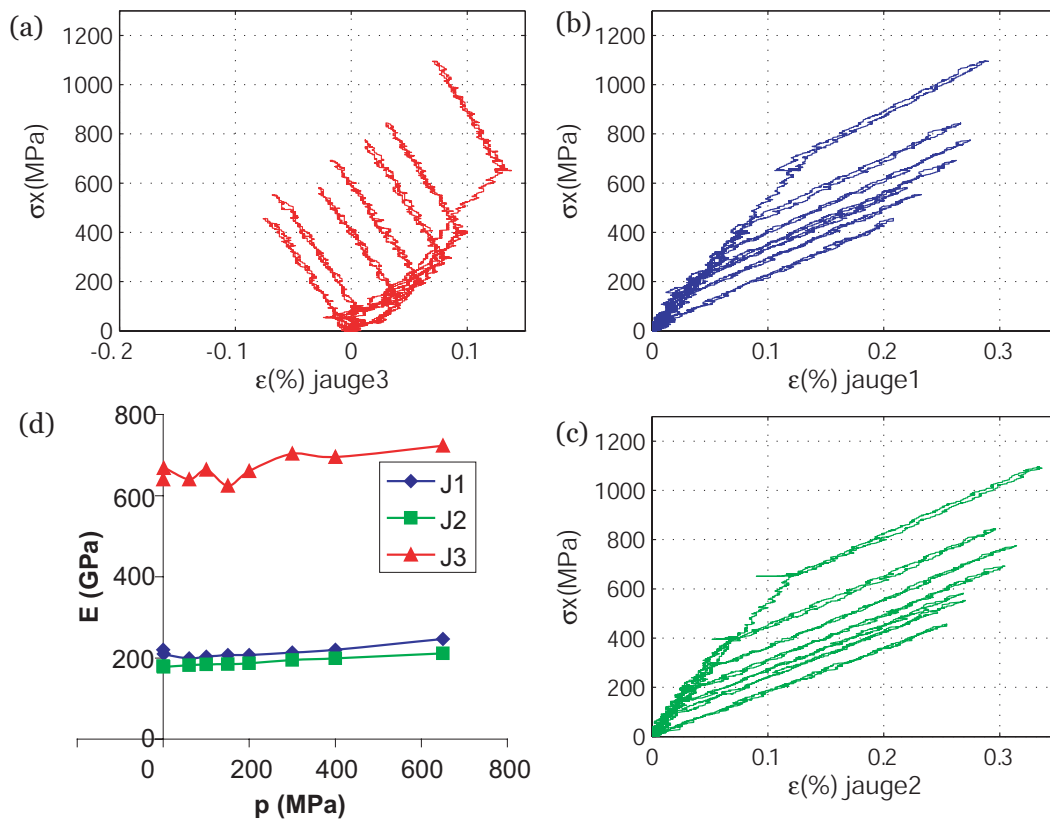 (a)
1200
1000
800
600
400
200
0
σx(MPa)
-0.2 -0.1 0 0.1
ε(%) jauge3
(b)
1200
1000
800
600
400
200
0
σx(MPa)
0 0.1 0.2 0.3
ε(%) jauge1
(d)
800
600
400
200
0
E (GPa)
J1
J2
J3
0 200 400 600 800
p (MPa)
(c)
1200
1000
800
600
400
200
0
σx(MPa)
0 0.1 0.2 0.3
ε(%) jauge2